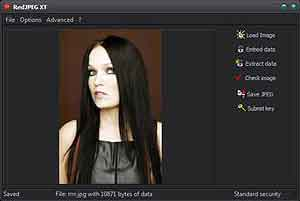 RedJPEG XT
File Options Advanced ?
Load Image
Embed data
Extract data
Check image
Save JPEG
Submit key
Saved File: mr.jpg with 10871 bytes of data Standard security